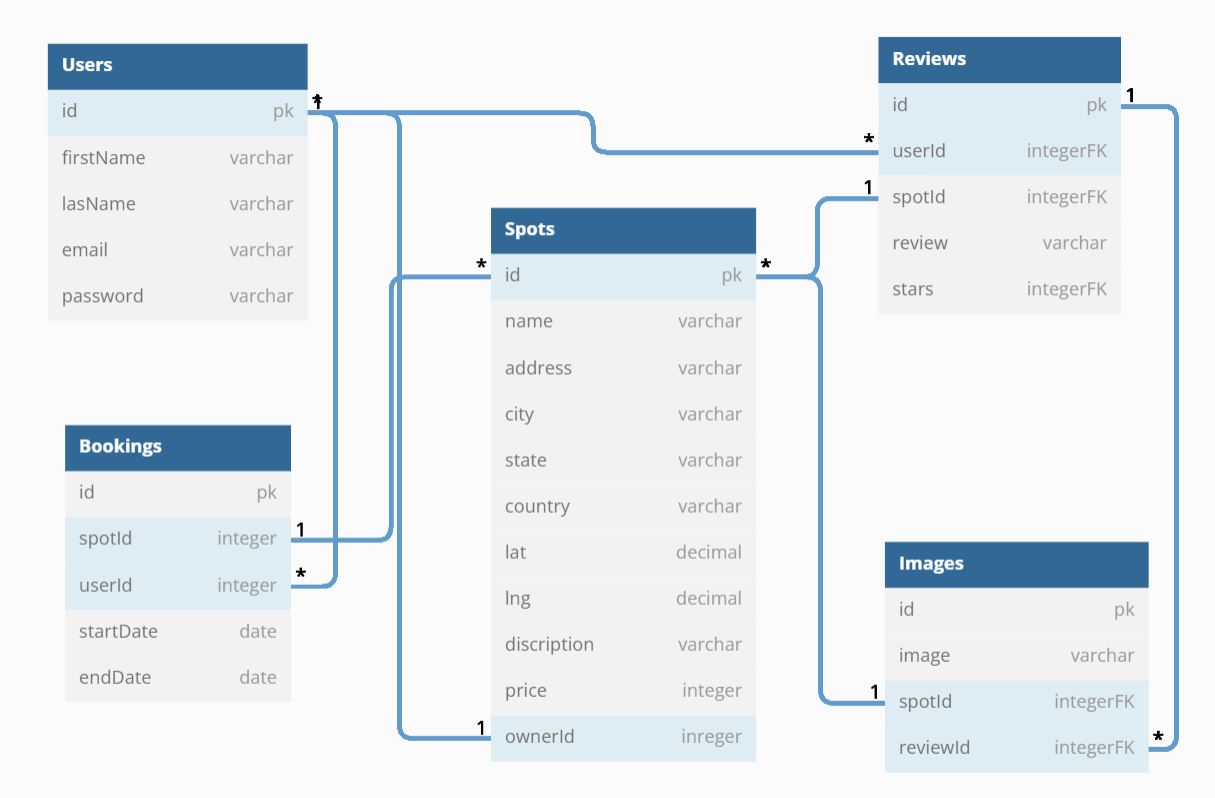 Users
id pk
firstName varchar
lasName varchar
email varchar
password varchar
1
*
Reviews
id pk
userId integerFK
spotId integerFK
review varchar
stars integerFK
1
*
1
Spots
id pk
name varchar
address varchar
city varchar
state varchar
country varchar
lat decimal
lng decimal
discription varchar
price integer
ownerId inreger
*
*
1
Bookings
id pk
spotId integer
userId integer
startDate date
endDate date
1
*
Images
id pk
image varchar
spotId integerFK
reviewId integerFK
1
*